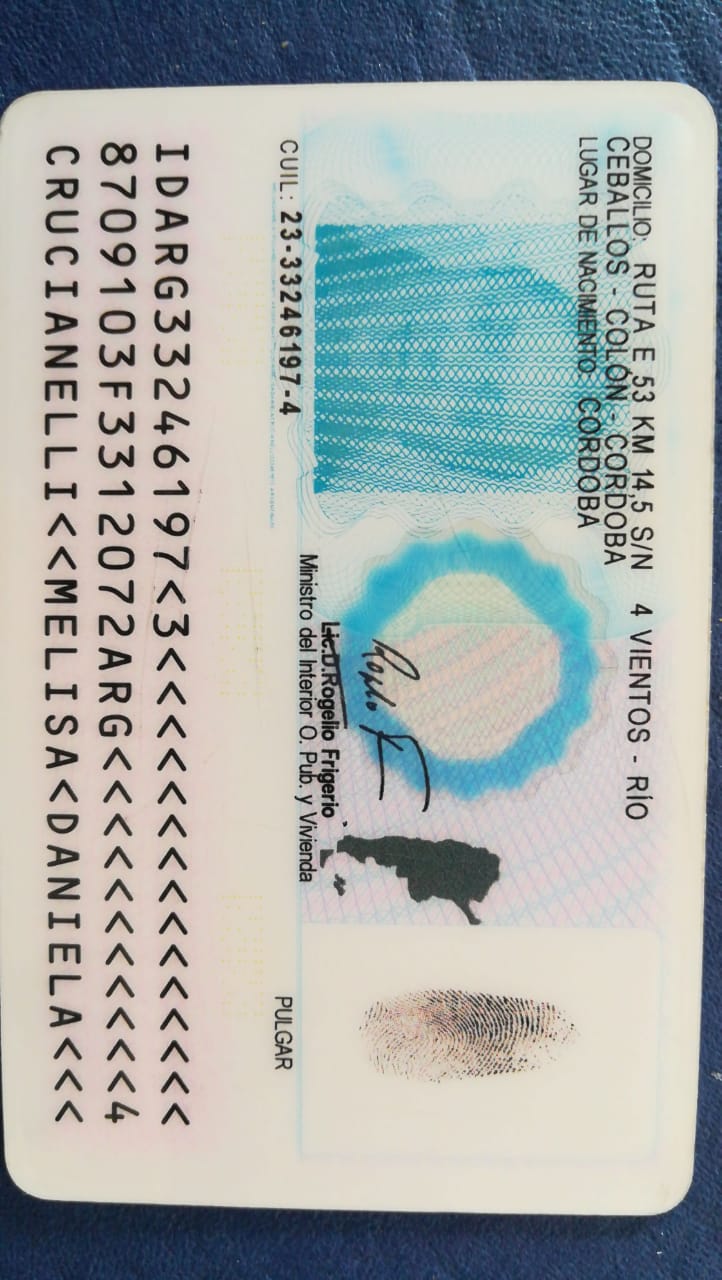 DOMICILIO: RUTA E 53 KM 14,5 S/N 4 VIENTOS - RÍO
CEBALLOS - COLÓN - CORDOBA
LUGAR DE NACIMIENTO: CORDOBA
Lic.D.Rogelio Frigerio
Ministro del Interior O. Pub. y Vivienda
CUIL: 23-33246197-4
PULGAR
IDARG33246197<3<<<<<<<<<<<<<<<
8709103F3312072ARG<<<<<<<<<<<4
CRUCIANELLI<<MELISA<DANIELA<<<